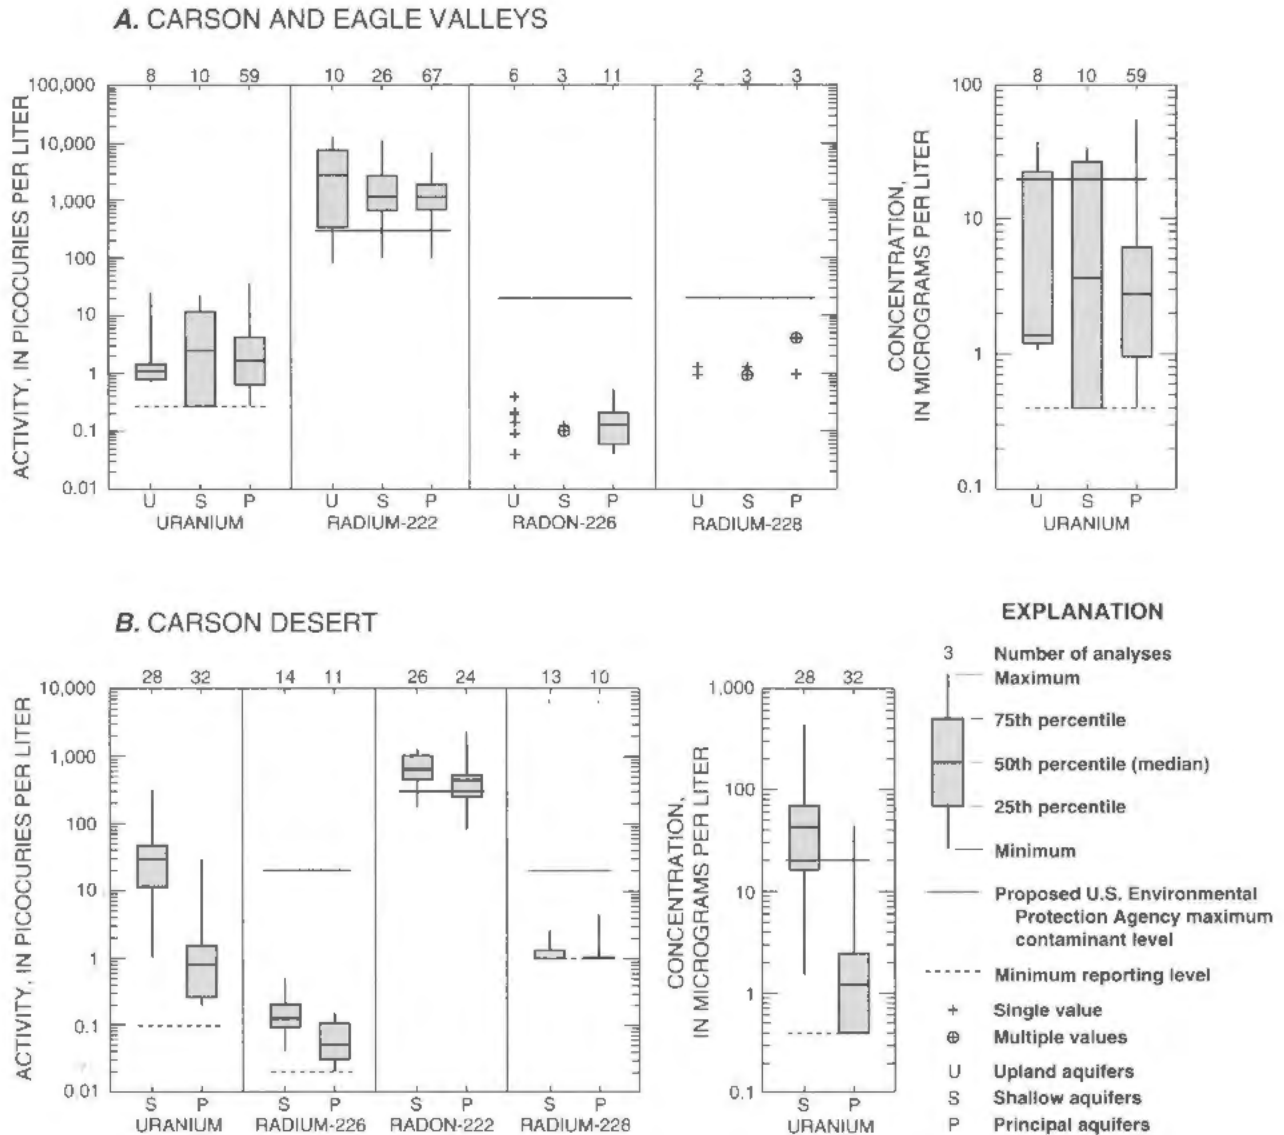 A. CARSON AND EAGLE VALLEYS
8 10 59 10 26 67 6 3 11 2 3 3
100,000
10,000
1,000
100
10
1
0.1
0.01
ACTIVITY, IN PICOCURIES PER LITER
U S P U S P U S P U S P
URANIUM RADIUM-222 RADON-226 RADIUM-228
8 10 59
100
10
1
0.1
CONCENTRATION,
IN MICROGRAMS PER LITER
U S P
URANIUM
B. CARSON DESERT
28 32 14 11 26 24 13 10
10,000
1,000
100
10
1
0.1
0.01
ACTIVITY, IN PICOCURIES PER LITER
S P S P S P S P
URANIUM RADIUM-226 RADON-222 RADIUM-228
28 32
1,000
100
10
1
0.1
CONCENTRATION,
IN MICROGRAMS PER LITER
S P
URANIUM
EXPLANATION
3 Number of analyses
Maximum
75th percentile
50th percentile (median)
25th percentile
Minimum
Proposed U.S. Environmental
Protection Agency maximum
contaminant level
Minimum reporting level
+ Single value
⊕ Multiple values
U Upland aquifers
S Shallow aquifers
P Principal aquifers